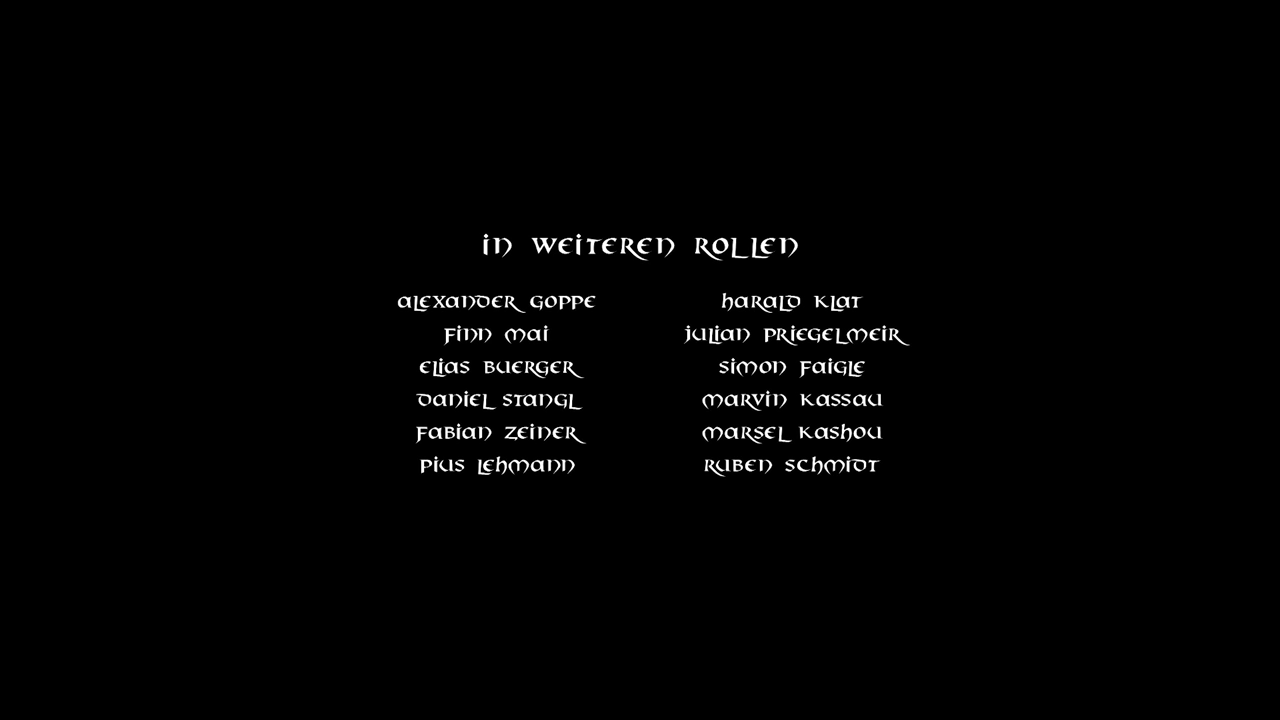 in weiteren rollen
alexander goppe
finn mai
elias buerger
daniel stangl
fabian zeiner
pius lehmann
harald klat
julian priegelmeir
simon faigle
marvin kassau
marsel kashou
ruben schmidt